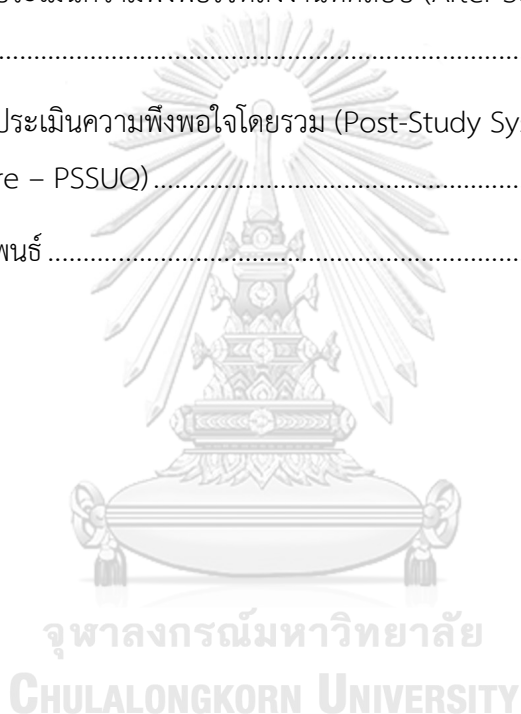 ประเมินความพึงพอใจโดยรวม (Post-Study Sy
re – PSSUQ)
พนธ์
จุฬาลงกรณ์มหาวิทยาลัย
CHULALONGKORN UNIVERSITY